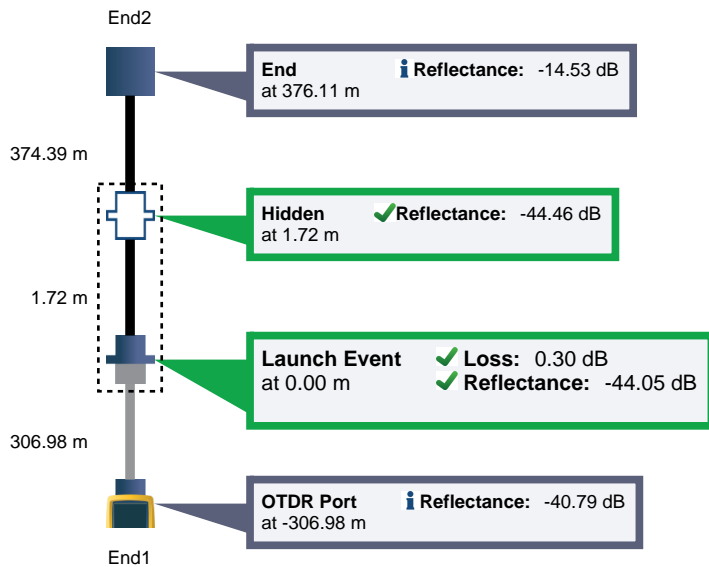 End2
End Reflectance: -14.53 dB
at 376.11 m
374.39 m
Hidden Reflectance: -44.46 dB
at 1.72 m
1.72 m
Launch Event Loss: 0.30 dB
at 0.00 m Reflectance: -44.05 dB
306.98 m
OTDR Port Reflectance: -40.79 dB
at -306.98 m
End1